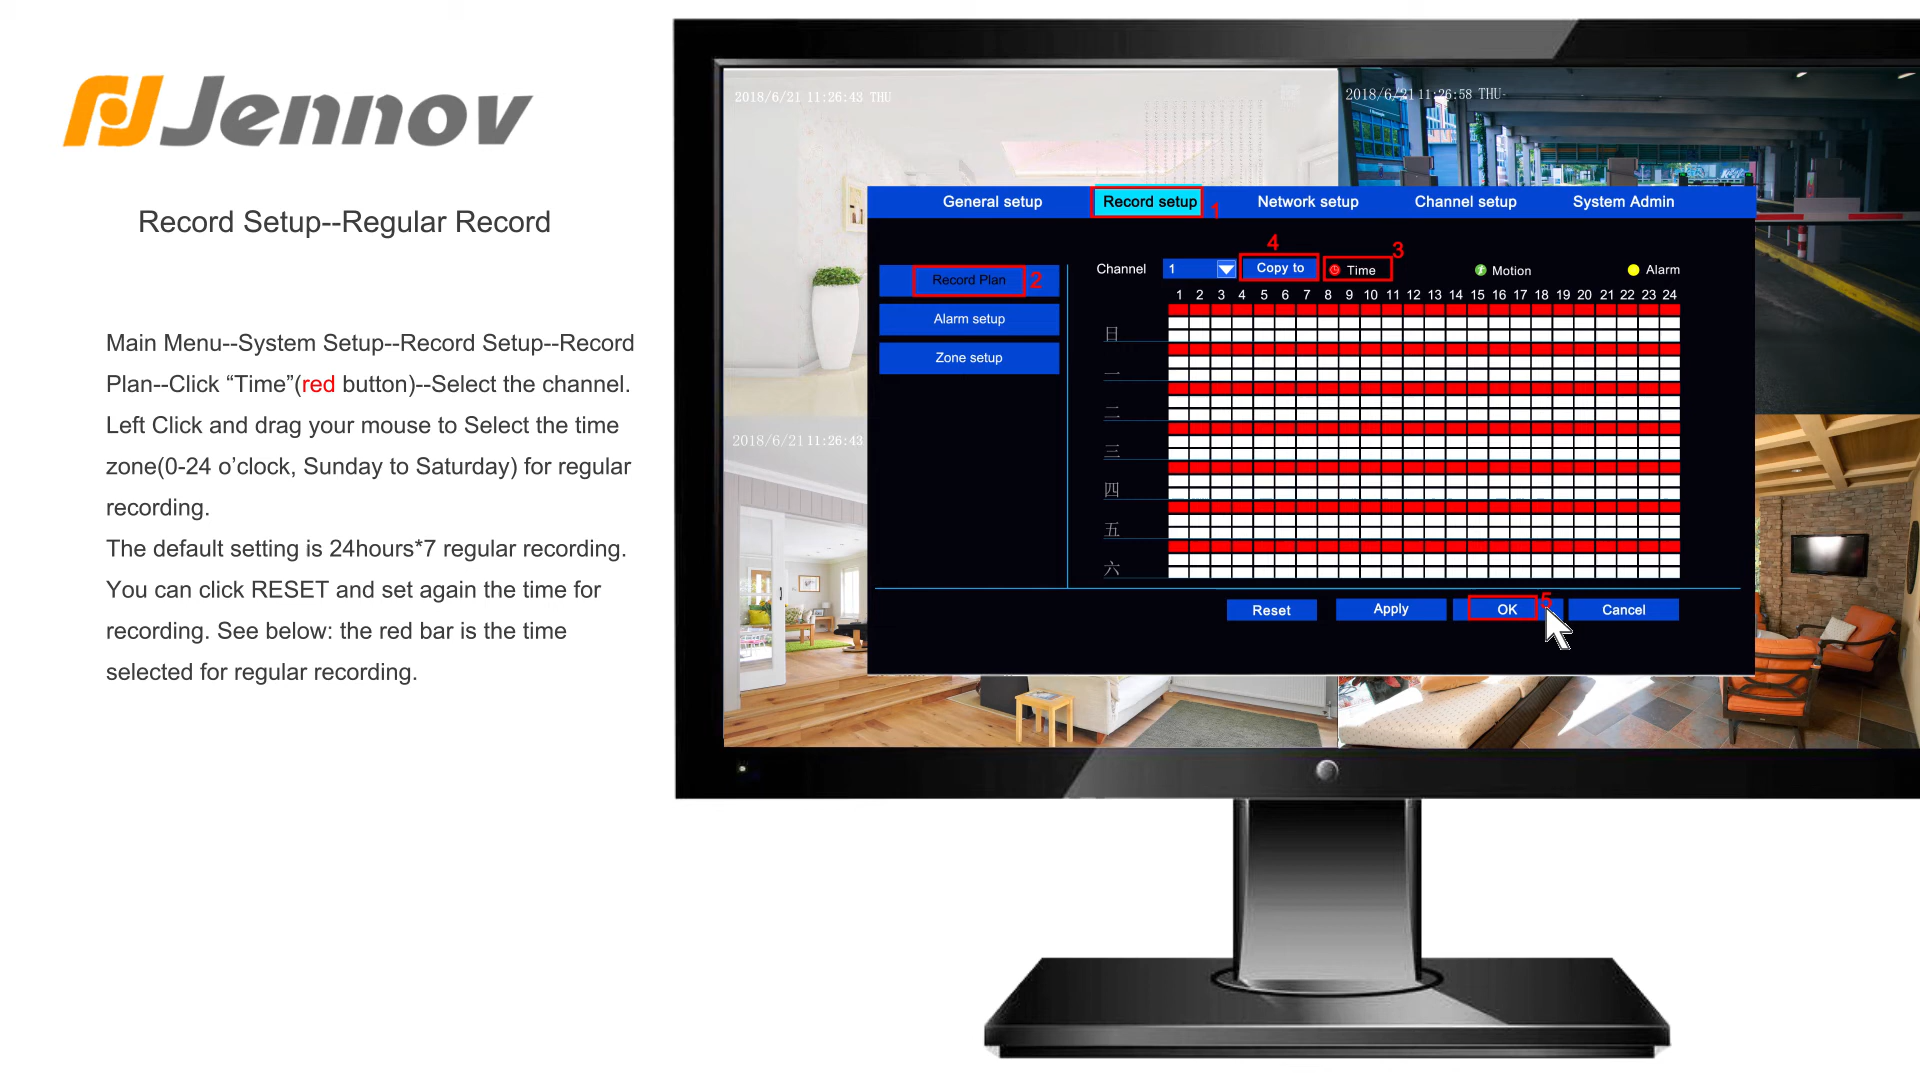 Jennov
Record Setup--Regular Record
Main Menu--System Setup--Record Setup--Record
Plan--Click “Time”(red button)--Select the channel.
Left Click and drag your mouse to Select the time
zone(0-24 o’clock, Sunday to Saturday) for regular
recording.
The default setting is 24hours*7 regular recording.
You can click RESET and set again the time for
recording. See below: the red bar is the time
selected for regular recording.
2018/6/21 11:26:43 THU
2018/6/21 11:26:58 THU
General setup Record setup 1 Network setup Channel setup System Admin
4 3
Channel 1 Copy to Time Motion Alarm
Record Plan 2
Alarm setup
Zone setup
1 2 3 4 5 6 7 8 9 10 11 12 13 14 15 16 17 18 19 20 21 22 23 24
日
一
二
三
四
五
六
2018/6/21 11:26:43
Reset Apply OK 5 Cancel